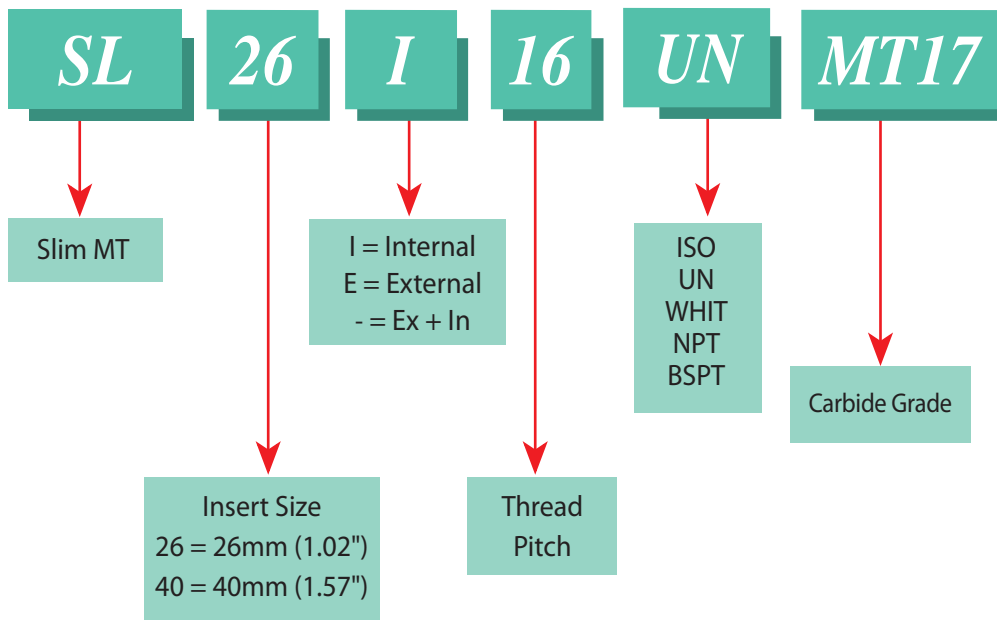 SL 26 I 16 UN MT17
Slim MT
I = Internal
E = External
- = Ex + In
ISO
UN
WHIT
NPT
BSPT
Carbide Grade
Insert Size
26 = 26mm (1.02")
40 = 40mm (1.57")
Thread
Pitch